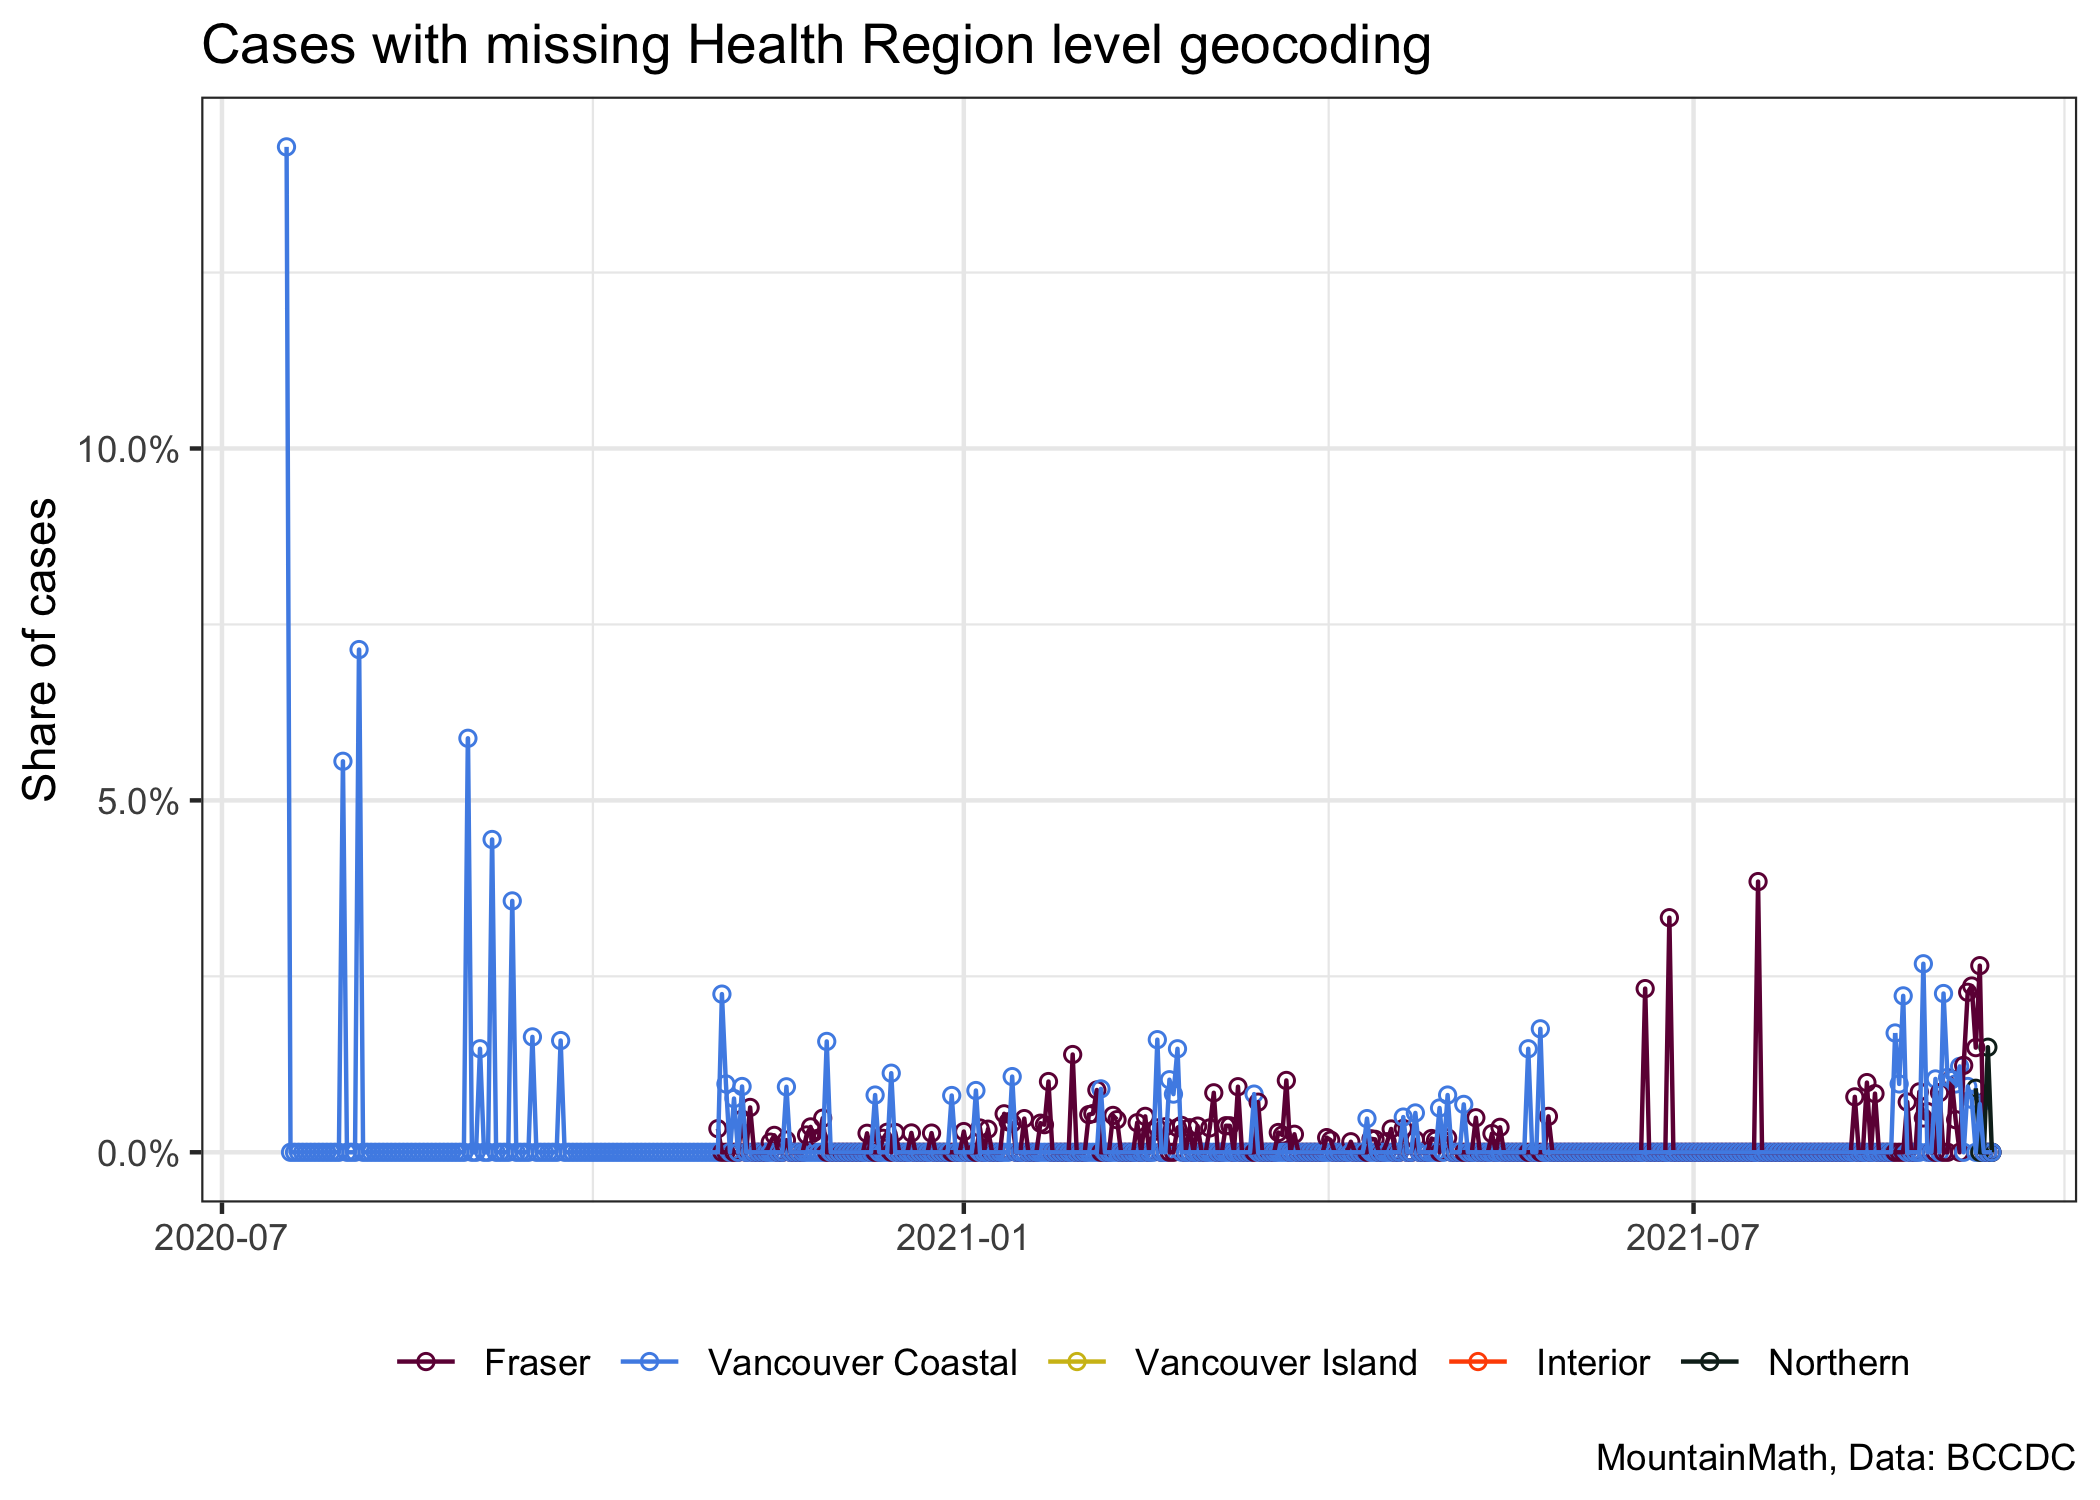 Cases with missing Health Region level geocoding
Share of cases
10.0%
5.0%
0.0%
2020-07 2021-01 2021-07
Fraser Vancouver Coastal Vancouver Island Interior Northern
MountainMath, Data: BCCDC